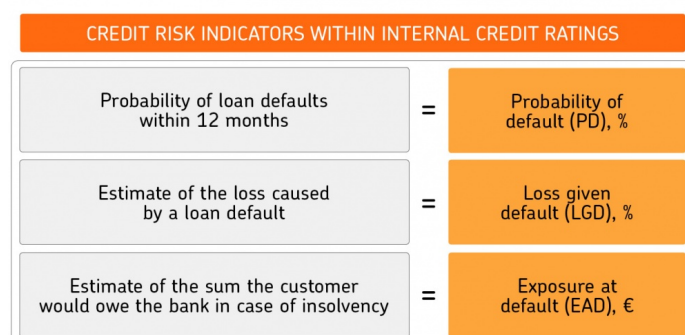 CREDIT RISK INDICATORS WITHIN INTERNAL CREDIT RATINGS
Probability of loan defaults
within 12 months
=
Probability of
default (PD), %
Estimate of the loss caused
by a loan default
=
Loss given
default (LGD), %
Estimate of the sum the customer
would owe the bank in case of insolvency
=
Exposure at
default (EAD), €